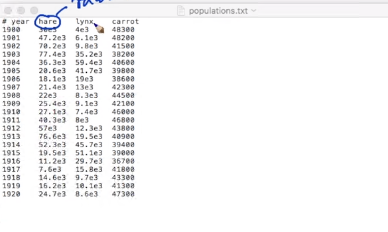 populations.txt
# year hare lynx carrot
1900 30e3 4e3 48300
1901 47.2e3 6.1e3 48200
1902 70.2e3 9.8e3 41500
1903 77.4e3 35.2e3 38200
1904 36.3e3 59.4e3 40600
1905 20.6e3 41.7e3 39800
1906 18.1e3 19e3 38600
1907 21.4e3 13e3 42300
1908 22e3 8.3e3 44500
1909 25.4e3 9.1e3 42100
1910 27.1e3 7.4e3 46000
1911 40.3e3 8e3 46800
1912 57e3 12.3e3 43800
1913 76.6e3 19.5e3 40900
1914 52.3e3 45.7e3 39400
1915 19.5e3 51.1e3 39000
1916 11.2e3 29.7e3 36700
1917 7.6e3 15.8e3 41800
1918 14.6e3 9.7e3 43300
1919 16.2e3 10.1e3 41300
1920 24.7e3 8.6e3 47300